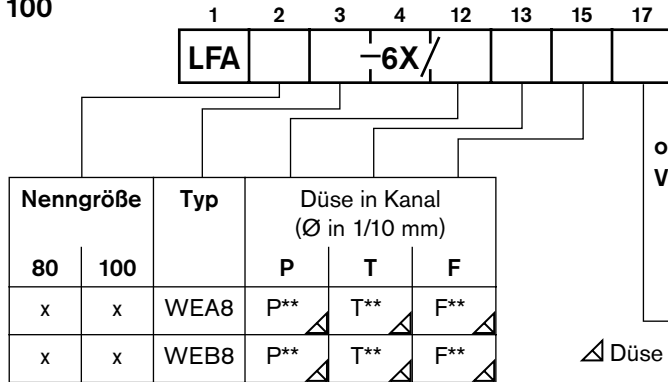 100
1 2 3 4 12 13 15 17
LFA –6X/
o
V
Nenngröße Typ Düse in Kanal
(Ø in 1/10 mm)
80 100 P T F
x x WEA8 P** T** F**
x x WEB8 P** T** F**
Düse